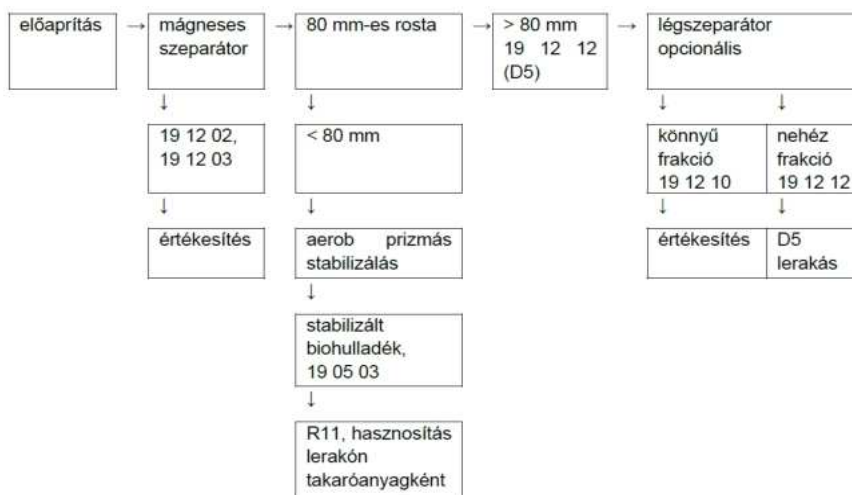 előaprítás → mágneses → 80 mm-es rosta → > 80 mm → légszeparátor
szeparátor 19 12 12 opcionális
(D5)
↓ ↓ ↓ ↓
19 12 02, < 80 mm könnyű nehéz
19 12 03 frakció frakció
19 12 10 19 12 12
↓ ↓ ↓ ↓
értékesítés aerob prizmás értékesítés D5
stabilizálás lerakás
↓
stabilizált
biohulladék,
19 05 03
↓
R11, hasznosítás
lerakón
takaróanyagként